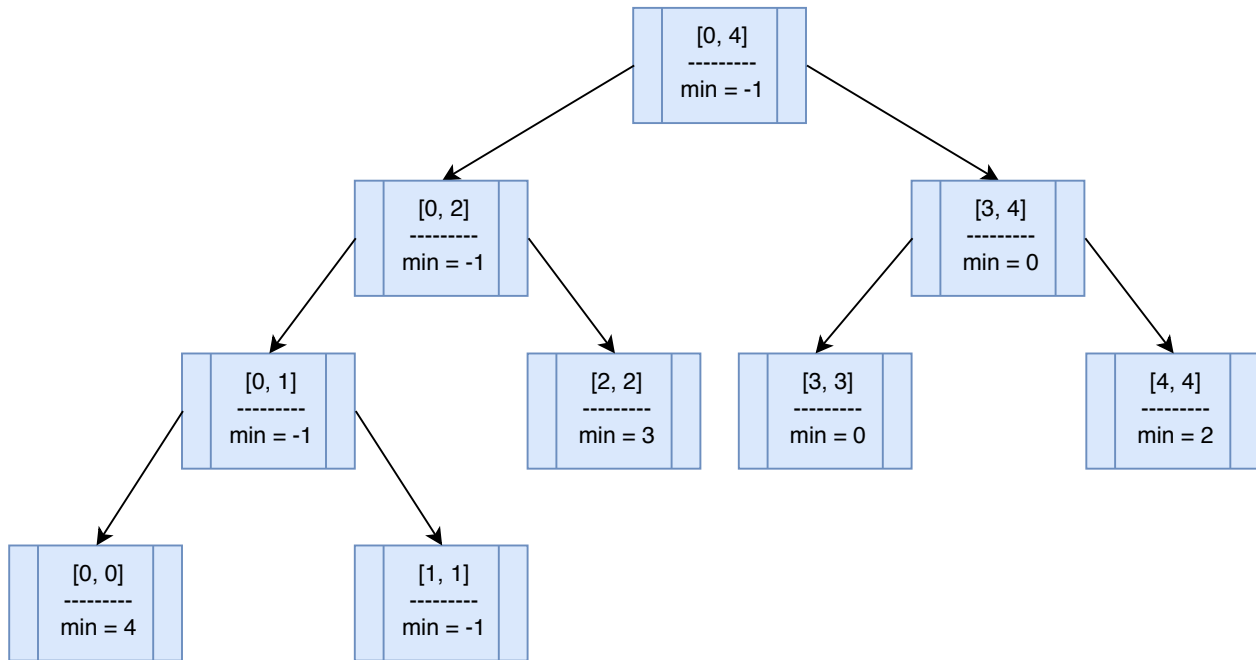 [0, 4]
---------
min = -1
[0, 2]
---------
min = -1
[3, 4]
---------
min = 0
[0, 1]
---------
min = -1
[2, 2]
---------
min = 3
[3, 3]
---------
min = 0
[4, 4]
---------
min = 2
[0, 0]
---------
min = 4
[1, 1]
---------
min = -1